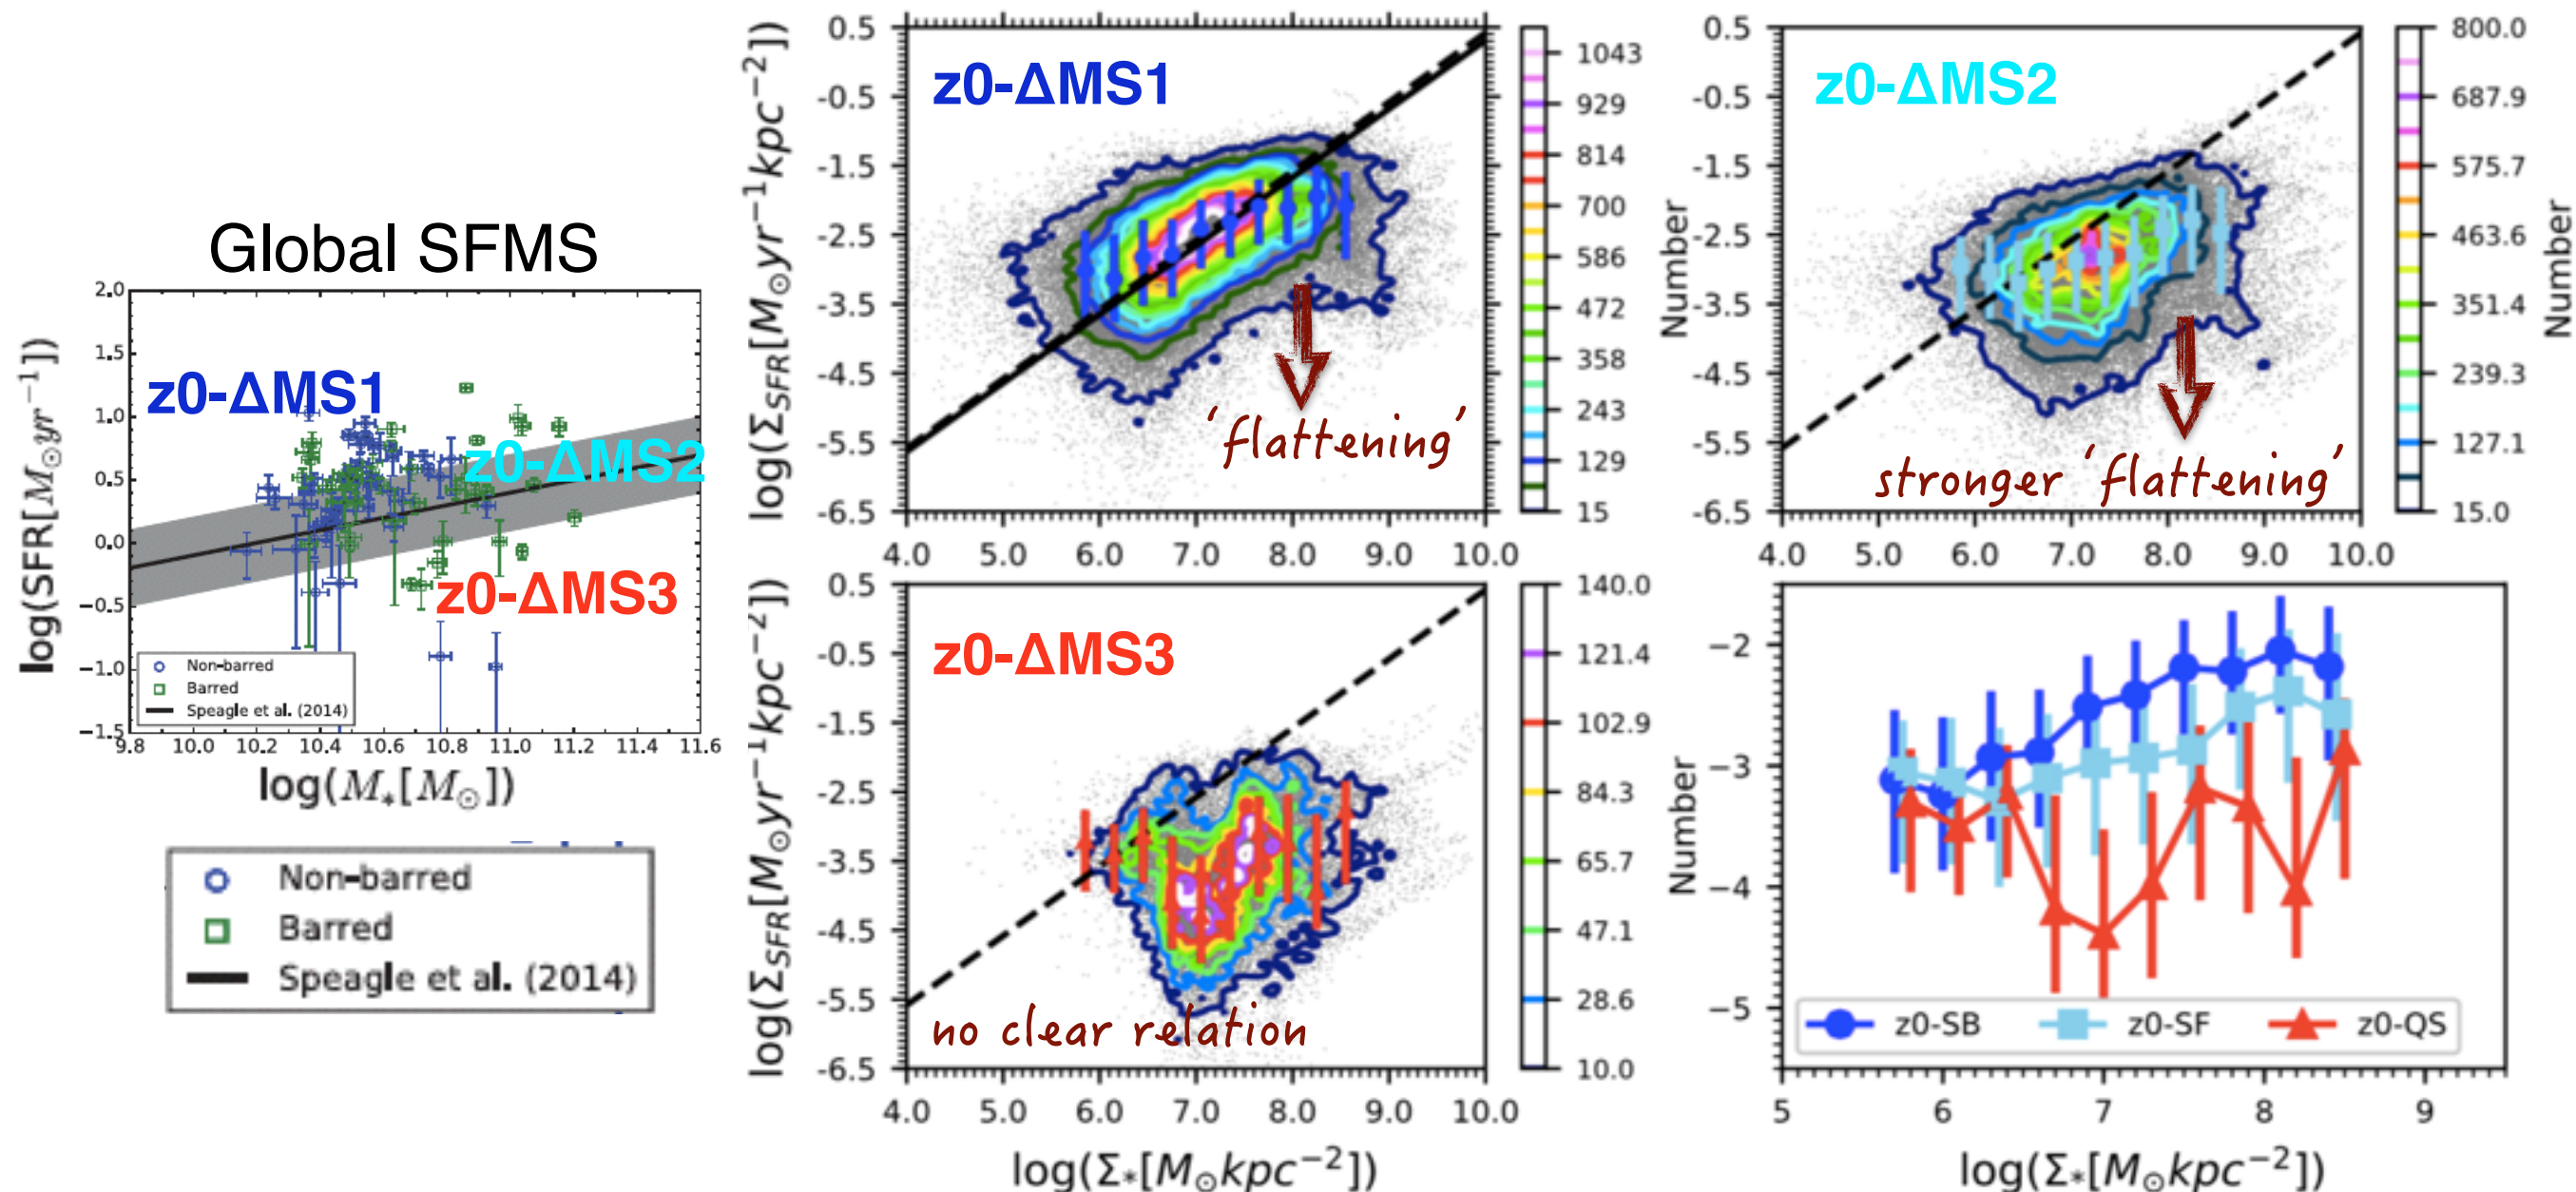 Global SFMS
z0-ΔMS1
z0-ΔMS2
z0-ΔMS3
log(SFR[M⊙yr⁻¹])
2.0
1.5
1.0
0.5
0.0
−0.5
−1.0
−1.5
Non-barred
Barred
Speagle et al. (2014)
9.8 10.0 10.2 10.4 10.6 10.8 11.0 11.2 11.4 11.6
log(M*[M⊙])
Non-barred
Barred
Speagle et al. (2014)
log(Σ_SFR[M⊙yr⁻¹kpc⁻²])
z0-ΔMS1
0.5
-0.5
-1.5
-2.5
-3.5
-4.5
-5.5
-6.5
'flattening'
4.0 5.0 6.0 7.0 8.0 9.0 10.0
1043
929
814
700
586
472
358
243
129
15
Number
z0-ΔMS2
0.5
-0.5
-1.5
-2.5
-3.5
-4.5
-5.5
-6.5
stronger 'flattening'
4.0 5.0 6.0 7.0 8.0 9.0 10.0
800.0
687.9
575.7
463.6
351.4
239.3
127.1
15.0
Number
log(Σ_SFR[M⊙yr⁻¹kpc⁻²])
z0-ΔMS3
0.5
-0.5
-1.5
-2.5
-3.5
-4.5
-5.5
-6.5
no clear relation
4.0 5.0 6.0 7.0 8.0 9.0 10.0
log(Σ*[M⊙kpc⁻²])
140.0
121.4
102.9
84.3
65.7
47.1
28.6
10.0
Number
−2
−3
−4
−5
z0-SB z0-SF z0-QS
5 6 7 8 9
log(Σ*[M⊙kpc⁻²])